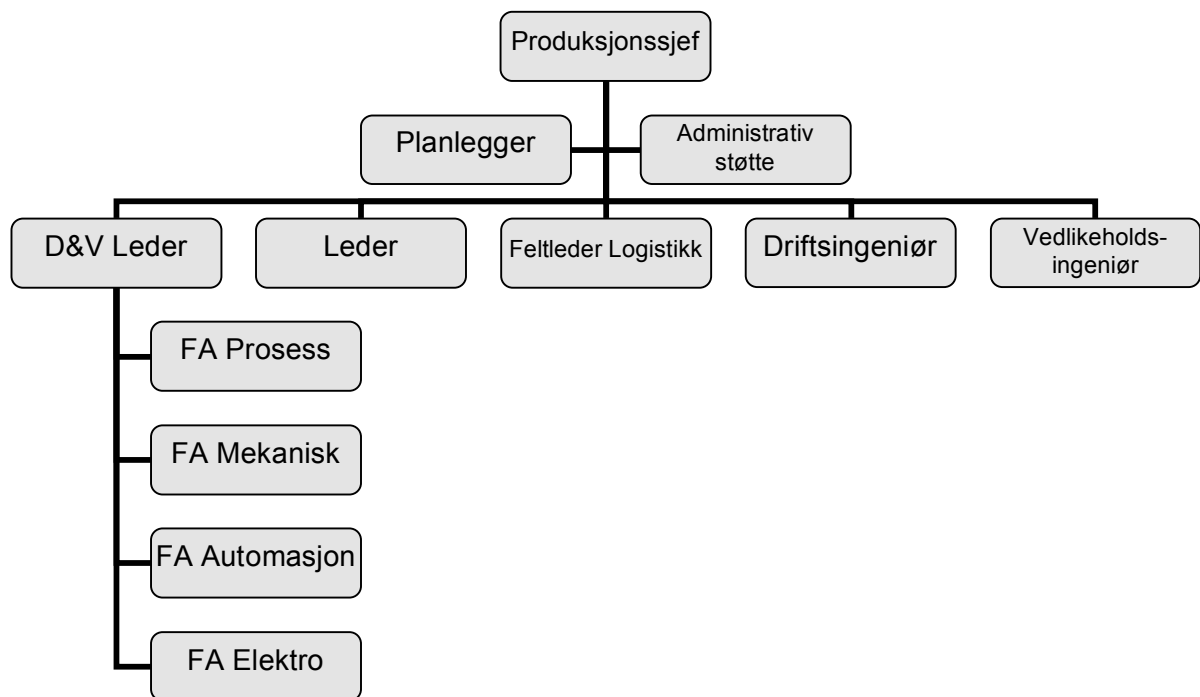 Produksjonssjef
Planlegger
Administrativ
støtte
D&V Leder
Leder
Feltleder Logistikk
Driftsingeniør
Vedlikeholds-
ingeniør
FA Prosess
FA Mekanisk
FA Automasjon
FA Elektro